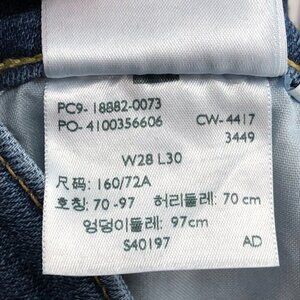 PC9- 18882-0073
PO- 4100356606 CW-4417
3449
W28 L30
尺码: 160/72A
호칭: 70 -97 허리둘레: 70 cm
엉덩이둘레: 97cm
S40197 AD